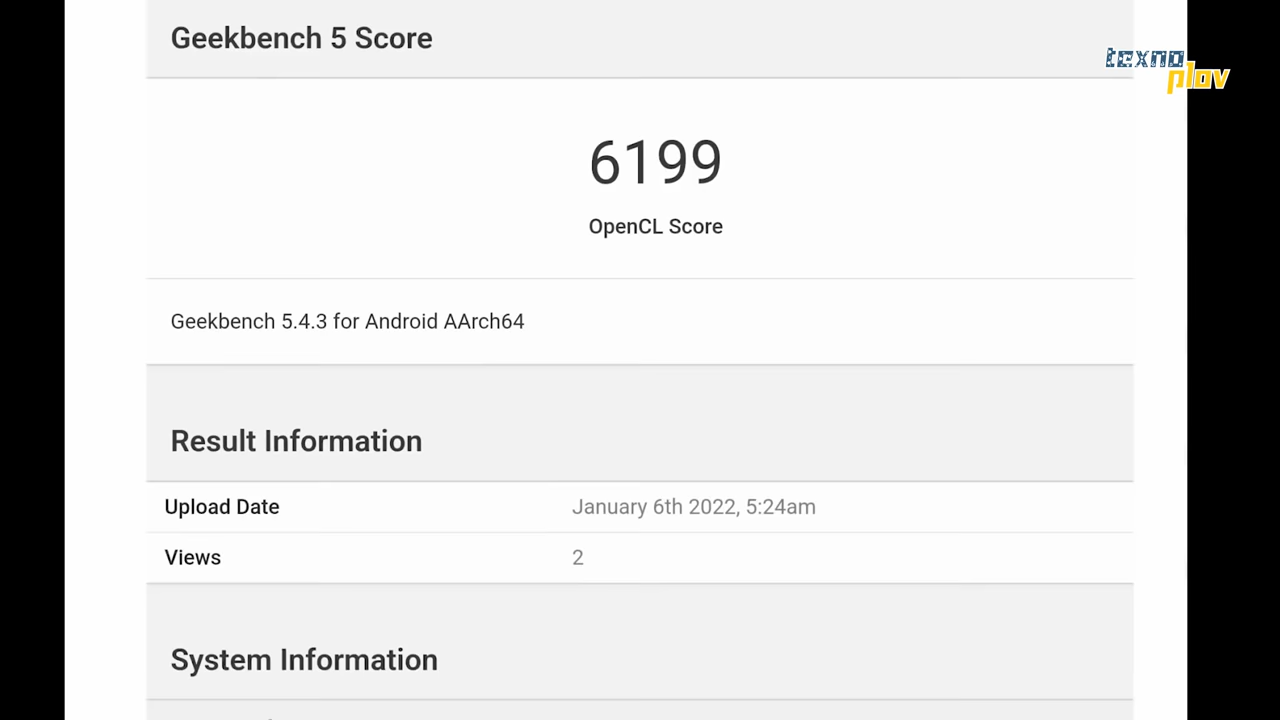 Geekbench 5 Score
texno
plov
6199
OpenCL Score
Geekbench 5.4.3 for Android AArch64
Result Information
Upload Date January 6th 2022, 5:24am
Views 2
System Information